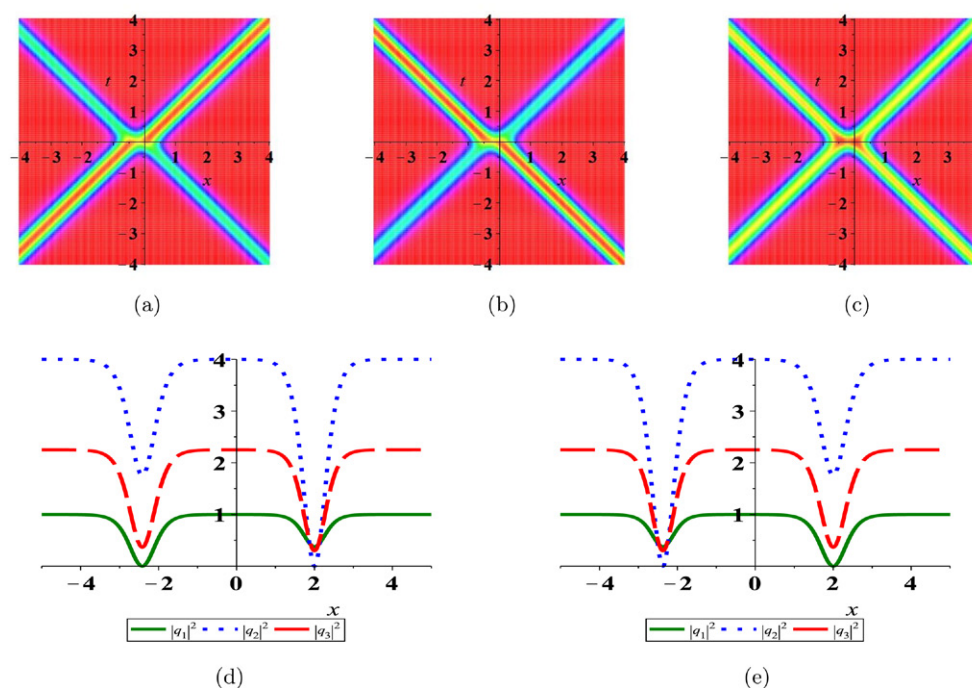 4 4 4
3 3 3
t 2 t 2 t 2
1 1 1
−4 −3 −2 1 2 3 4 −4 −3 −2 1 2 3 4 −4 −3 −2 1 2 3
−1 x −1 x −1 x
−2 −2 −2
−3 −3 −3
−4 −4 −4
(a) (b) (c)
4 4
3 3
2 2
1 1
−4 −2 0 2 4 −4 −2 0 2 4
x x
|q₁|² |q₂|² |q₃|² |q₁|² |q₂|² |q₃|²
(d) (e)